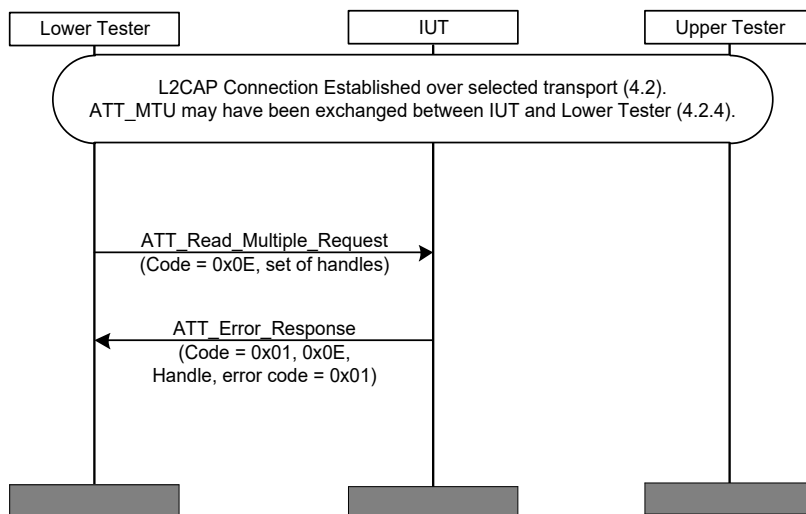 Lower Tester
IUT
Upper Tester
L2CAP Connection Established over selected transport (4.2).
ATT_MTU may have been exchanged between IUT and Lower Tester (4.2.4).
ATT_Read_Multiple_Request
(Code = 0x0E, set of handles)
ATT_Error_Response
(Code = 0x01, 0x0E,
Handle, error code = 0x01)